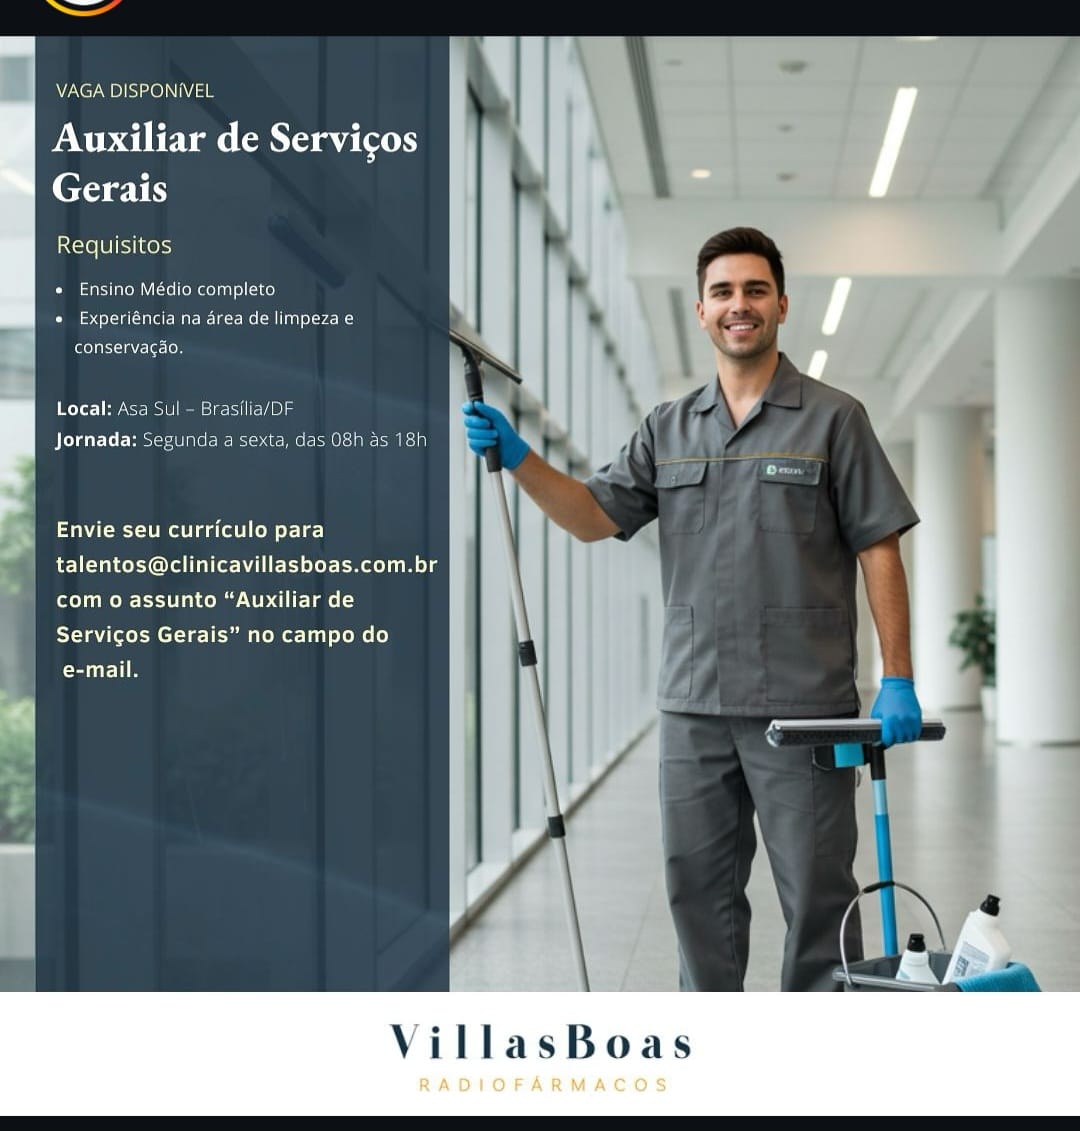 VAGA DISPONÍVEL
Auxiliar de Serviços
Gerais
Requisitos
• Ensino Médio completo
• Experiência na área de limpeza e
conservação.
Local: Asa Sul – Brasília/DF
Jornada: Segunda a sexta, das 08h às 18h
Envie seu currículo para
talentos@clinicavillasboas.com.br
com o assunto “Auxiliar de
Serviços Gerais” no campo do
e-mail.
VillasBoas
RADIOFÁRMACOS